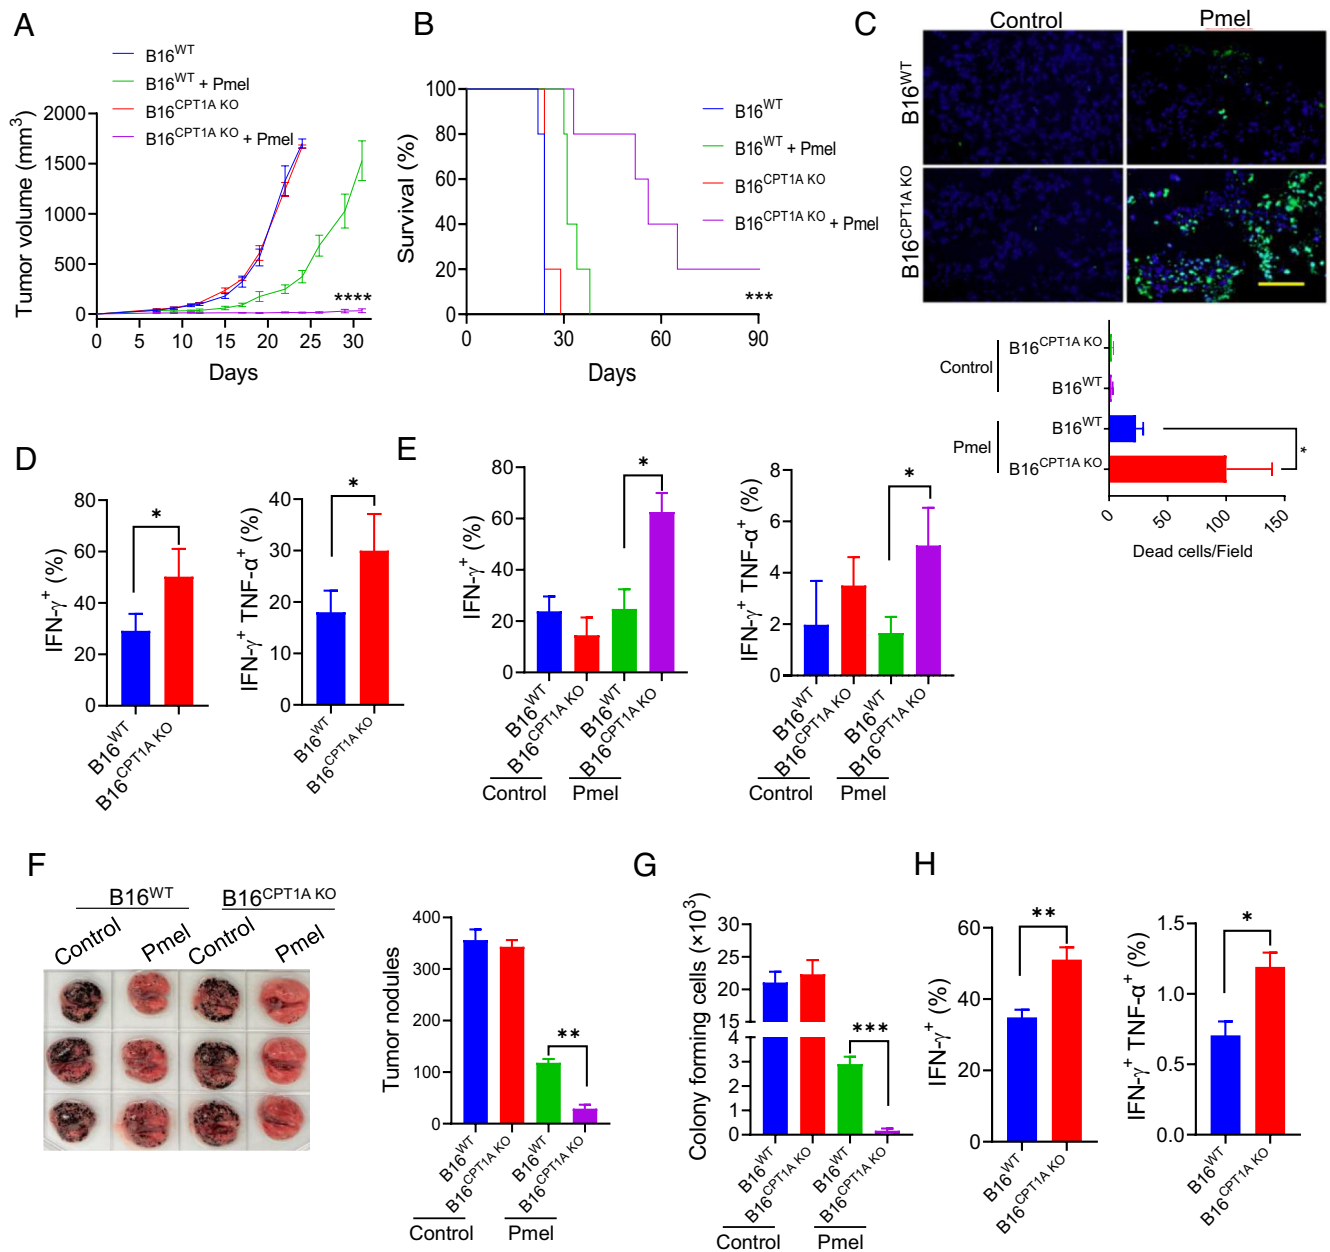 A
B16WT
B16WT + Pmel
B16CPT1A KO
B16CPT1A KO + Pmel
Tumor volume (mm3)
2000
1500
1000
500
0
0 5 10 15 20 25 30
Days
****
B
Survival (%)
100
80
60
40
20
0
0 30 60 90
Days
B16WT
B16WT + Pmel
B16CPT1A KO
B16CPT1A KO + Pmel
***
C
Control Pmel
B16WT
B16CPT1A KO
Control
B16CPT1A KO
B16WT
Pmel
B16WT
B16CPT1A KO
*
0 50 100 150
Dead cells/Field
D
IFN-γ+ (%)
80
60
40
20
0
*
B16WT
B16CPT1A KO
IFN-γ+ TNF-α+ (%)
40
30
20
10
0
*
B16WT
B16CPT1A KO
E
IFN-γ+ (%)
80
60
40
20
0
*
B16WT
B16CPT1A KO
B16WT
B16CPT1A KO
Control Pmel
IFN-γ+ TNF-α+ (%)
8
6
4
2
0
*
B16WT
B16CPT1A KO
B16WT
B16CPT1A KO
Control Pmel
F
B16WT B16CPT1A KO
Control Pmel Control Pmel
Tumor nodules
400
300
200
100
0
**
B16WT
B16CPT1A KO
B16WT
B16CPT1A KO
Control Pmel
G
Colony forming cells (×103)
30
25
20
15
4
3
2
1
0
***
B16WT
B16CPT1A KO
B16WT
B16CPT1A KO
Control Pmel
H
IFN-γ+ (%)
60
40
20
0
**
B16WT
B16CPT1A KO
IFN-γ+ TNF-α+ (%)
1.5
1.0
0.5
0.0
*
B16WT
B16CPT1A KO